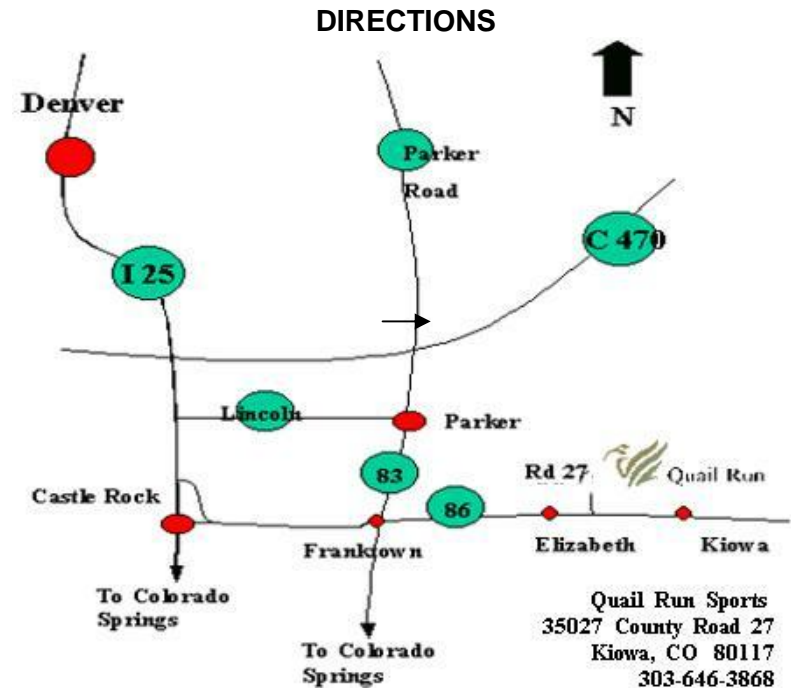 DIRECTIONS
Denver
N
Parker
Road
C 470
I 25
Lincoln
Parker
83
Rd 27
Quail Run
Castle Rock
86
Franktown
Elizabeth
Kiowa
To Colorado
Springs
To Colorado
Springs
Quail Run Sports
35027 County Road 27
Kiowa, CO 80117
303-646-3868